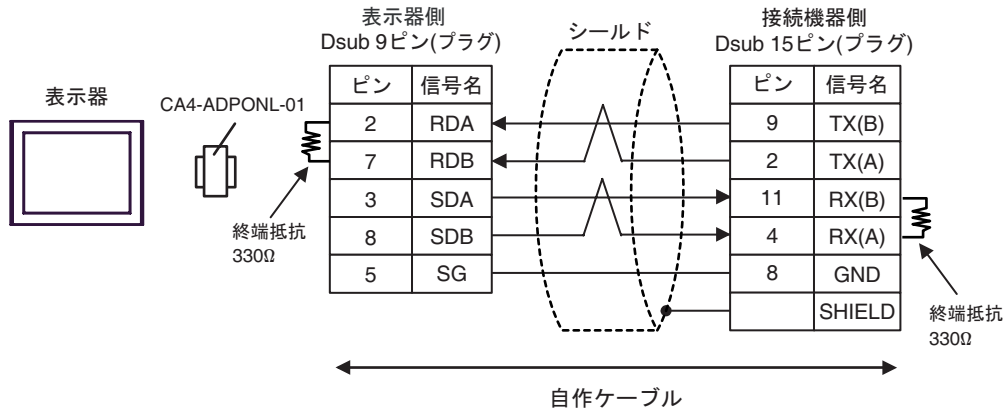 表示器側
Dsub 9ピン(プラグ)
シールド
接続機器側
Dsub 15ピン(プラグ)
表示器
CA4-ADPONL-01
ピン 信号名
2 RDA
7 RDB
3 SDA
8 SDB
5 SG
終端抵抗
330Ω
ピン 信号名
9 TX(B)
2 TX(A)
11 RX(B)
4 RX(A)
8 GND
SHIELD
終端抵抗
330Ω
自作ケーブル